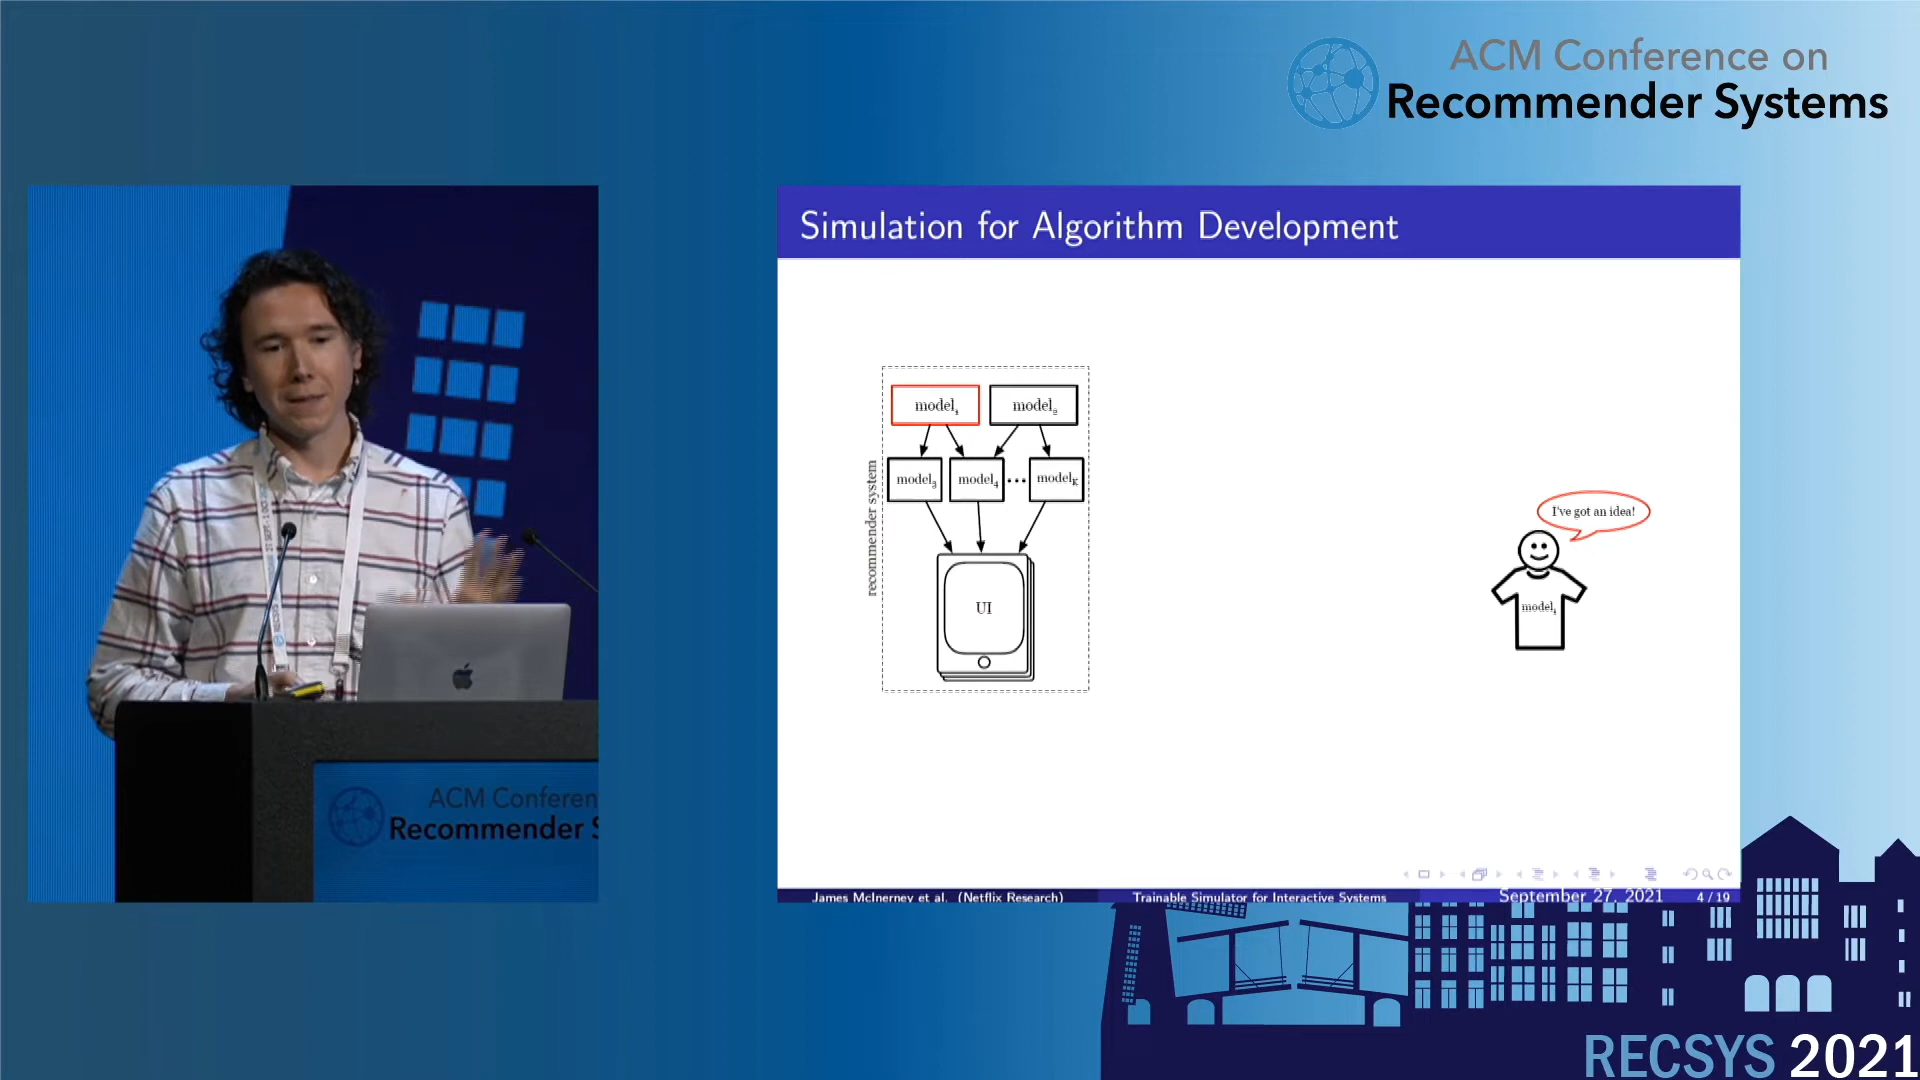 ACM Conference on
Recommender Systems
Simulation for Algorithm Development
model₁
model₂
recommender system
model₃
model₄
...
modelK
UI
I've got an idea!
model₁
ACM Conferen
Recommender S
James McInerney et al. (Netflix Research)
Trainable Simulator for Interactive Systems
September 27, 2021
4 / 19
RECSYS 2021